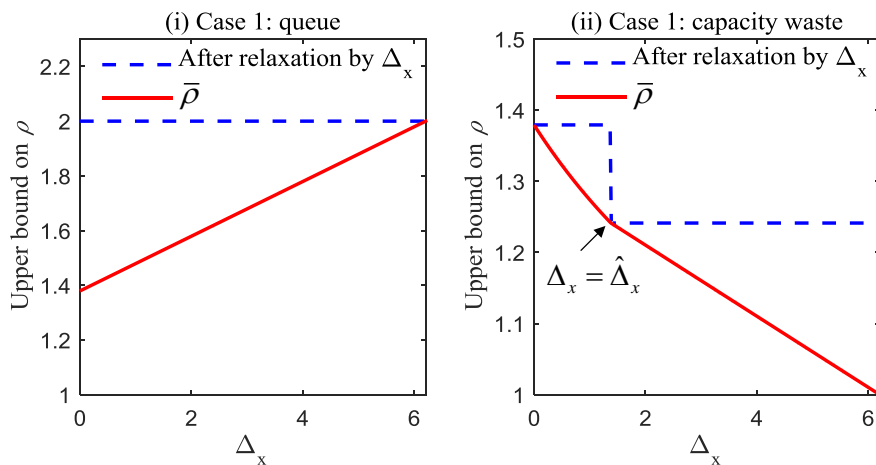 (i) Case 1: queue
Upper bound on ρ
2.2
2
1.8
1.6
1.4
1.2
1
After relaxation by Δx
ρ̄
0
2
4
6
Δx
(ii) Case 1: capacity waste
Upper bound on ρ
1.5
1.4
1.3
1.2
1.1
1
After relaxation by Δx
ρ̄
Δx = Δ̂x
0
2
4
6
Δx